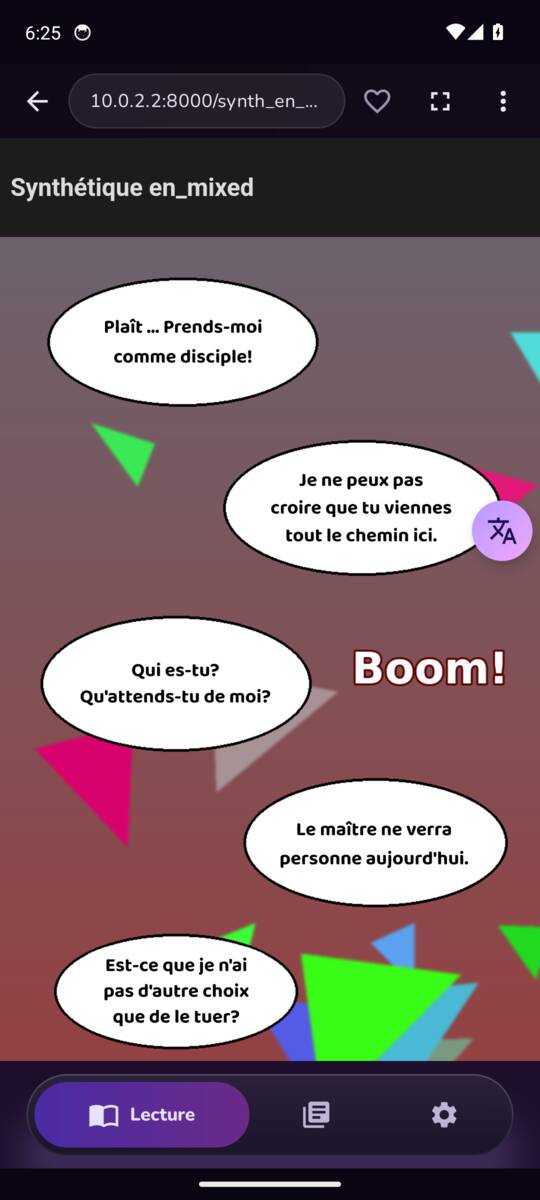 6:25
10.0.2.2:8000/synth_en_...
Synthétique en_mixed
Plaît ... Prends-moi
comme disciple!
Je ne peux pas
croire que tu viennes
tout le chemin ici.
Qui es-tu?
Qu'attends-tu de moi?
Boom!
Le maître ne verra
personne aujourd'hui.
Est-ce que je n'ai
pas d'autre choix
que de le tuer?
Lecture